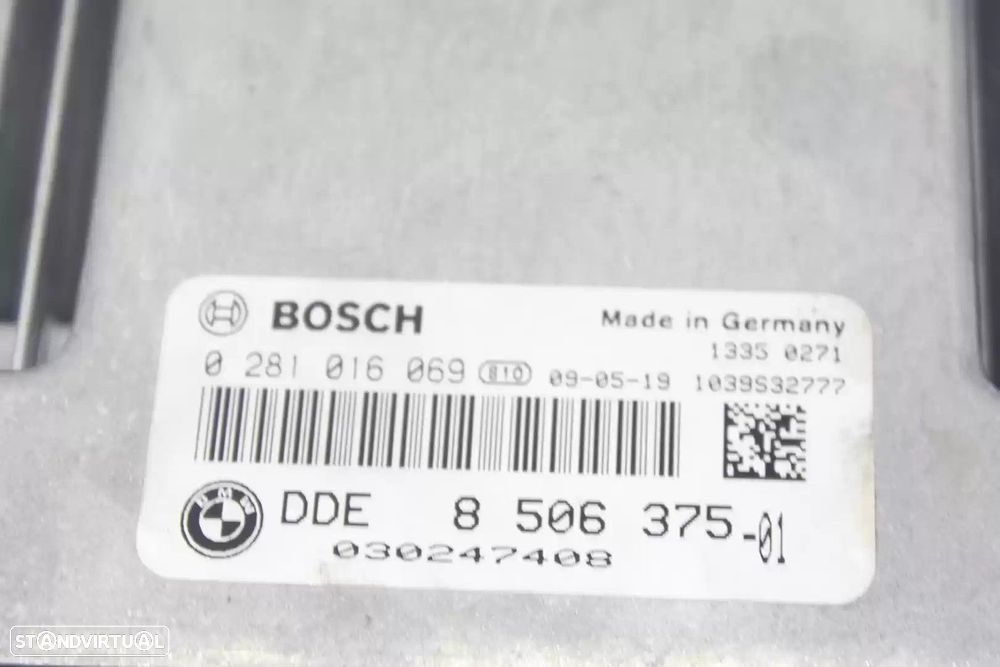 BOSCH
Made in Germany
1335 0271
0 281 016 069 810 09-05-19 1039S32777
BMW DDE 8 506 375-01
030247408
STANDVIRTUAL